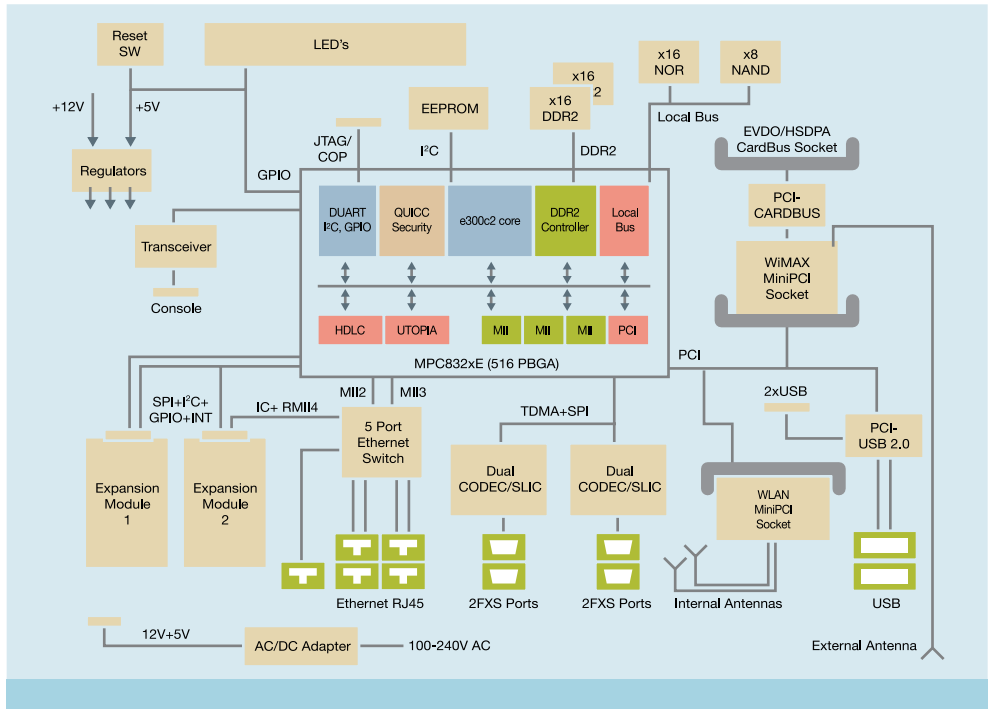 Reset
SW
LED's
x16
NOR
x8
NAND
x16
2
x16
DDR2
EEPROM
+12V
+5V
Local Bus
EVDO/HSDPA
CardBus Socket
JTAG/
COP
I²C
DDR2
Regulators
GPIO
PCI-
CARDBUS
DUART
I²C, GPIO
QUICC
Security
e300c2 core
DDR2
Controller
Local
Bus
Transceiver
WiMAX
MiniPCI
Socket
Console
HDLC
UTOPIA
MII
MII
MII
PCI
MPC832xE (516 PBGA)
PCI
SPI+I²C+
GPIO+INT
IC+ RMII4
MII2
MII3
TDMA+SPI
2xUSB
5 Port
Ethernet
Switch
PCI-
USB 2.0
Expansion
Module
1
Expansion
Module
2
Dual
CODEC/SLIC
Dual
CODEC/SLIC
WLAN
MiniPCI
Socket
Ethernet RJ45
2FXS Ports
2FXS Ports
Internal Antennas
USB
12V+5V
AC/DC Adapter
100-240V AC
External Antenna